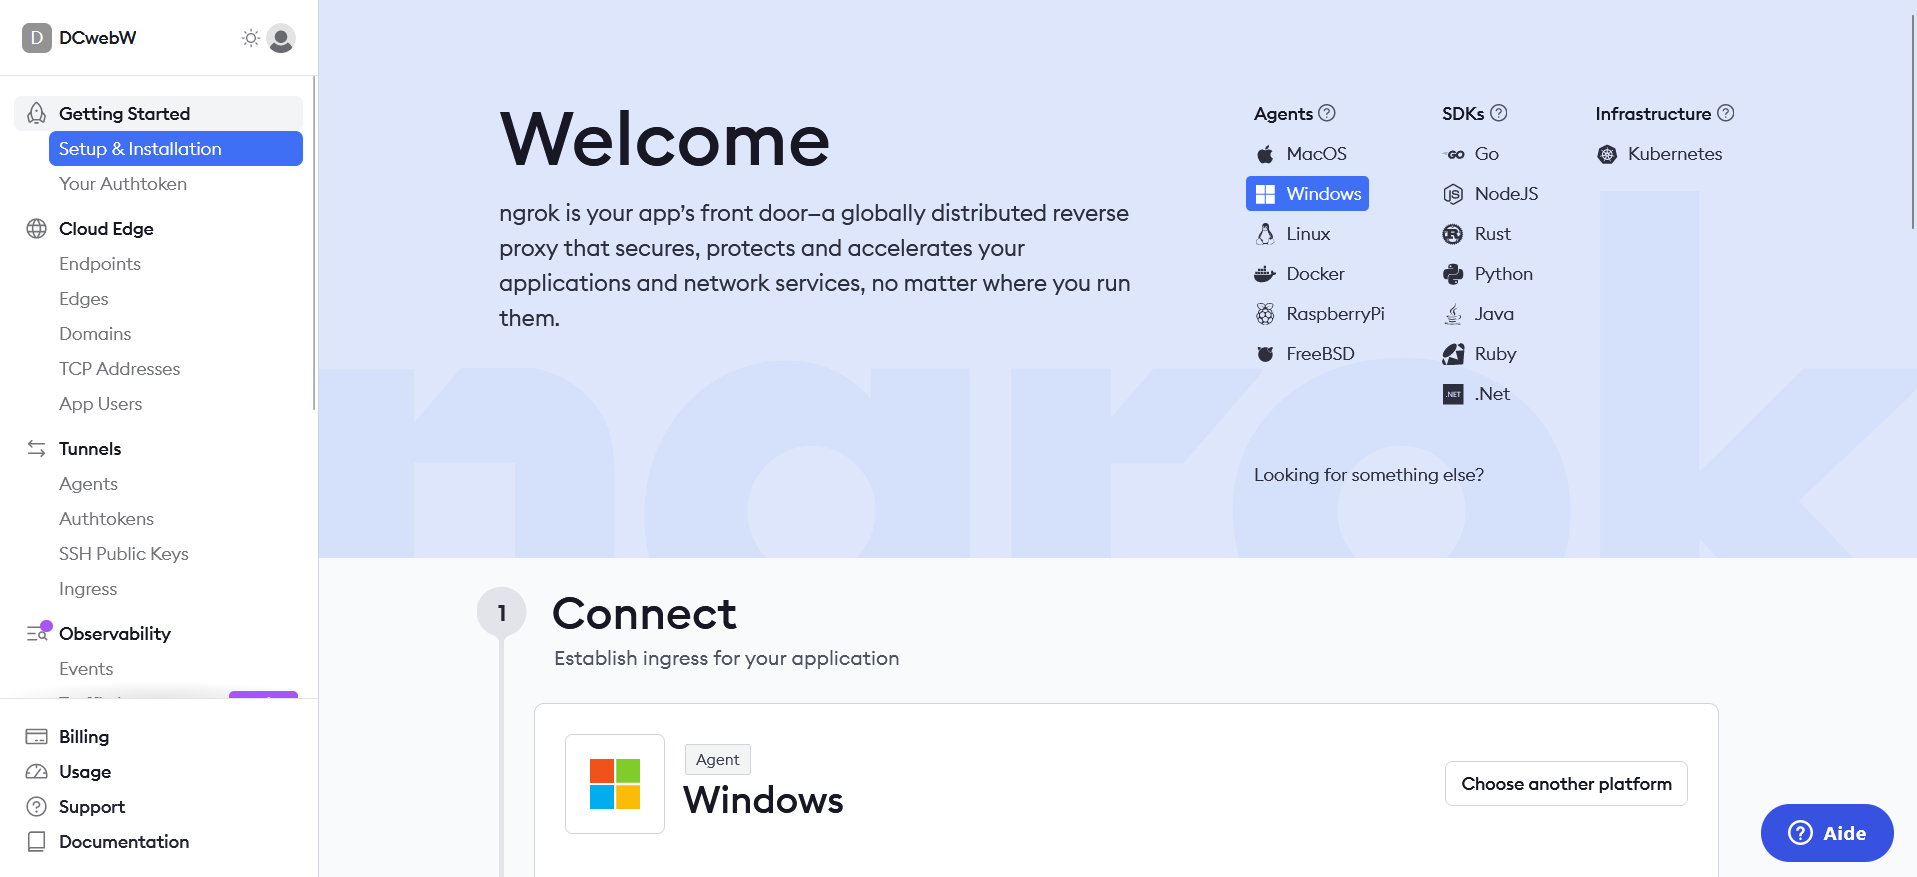 D DCwebW
Getting Started
Setup & Installation
Your Authtoken
Cloud Edge
Endpoints
Edges
Domains
TCP Addresses
App Users
Tunnels
Agents
Authtokens
SSH Public Keys
Ingress
Observability
Events
Billing
Usage
Support
Documentation
Welcome
ngrok is your app's front door—a globally distributed reverse
proxy that secures, protects and accelerates your
applications and network services, no matter where you run
them.
Agents
MacOS
Windows
Linux
Docker
RaspberryPi
FreeBSD
SDKs
Go
NodeJS
Rust
Python
Java
Ruby
.Net
Infrastructure
Kubernetes
Looking for something else?
ngrok
1 Connect
Establish ingress for your application
Agent
Windows
Choose another platform
Aide